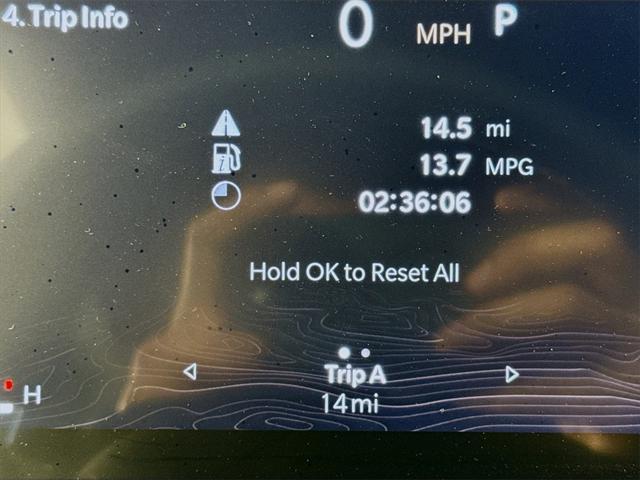 4. Trip Info
0 MPH P
14.5 mi
13.7 MPG
02:36:06
Hold OK to Reset All
Trip A
14mi
H